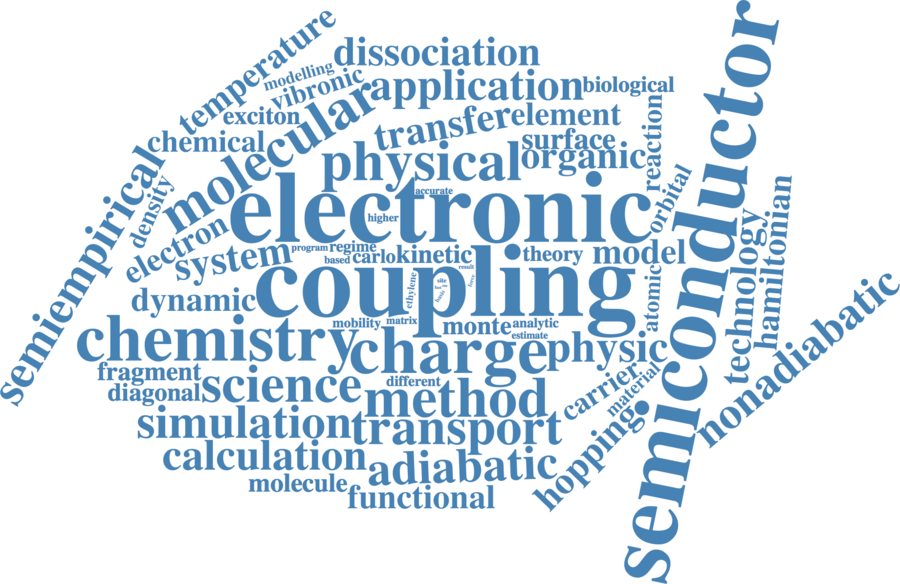 temperature
dissociation
modelling
vibronic
application
biological
exciton
molecular
transfer
element
chemical
surface
physical
organic
reaction
semiconductor
semiempirical
density
electronic
accurate
higher
orbital
electron
system
program
regime
based
carlo
kinetic
theory
model
technology
hamiltonian
coupling
result
ethylene
site
basis
force
atomic
dynamic
mobility
matrix
monte
analytic
estimate
chemistry
charge
physic
nonadiabatic
fragment
diagonal
science
different
method
carrier
material
simulation
transport
hopping
calculation
adiabatic
molecule
functional